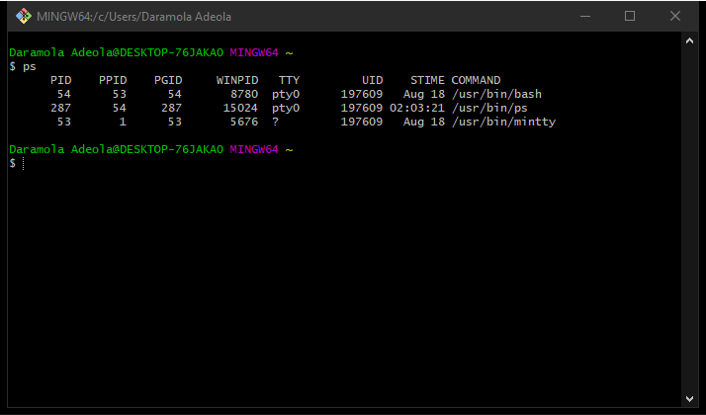 MINGW64:/c/Users/Daramola Adeola
Daramola Adeola@DESKTOP-76JAKAO MINGW64 ~
$ ps
PID PPID PGID WINPID TTY UID STIME COMMAND
54 53 54 8780 pty0 197609 Aug 18 /usr/bin/bash
287 54 287 15024 pty0 197609 02:03:21 /usr/bin/ps
53 1 53 5676 ? 197609 Aug 18 /usr/bin/mintty
Daramola Adeola@DESKTOP-76JAKAO MINGW64 ~
$